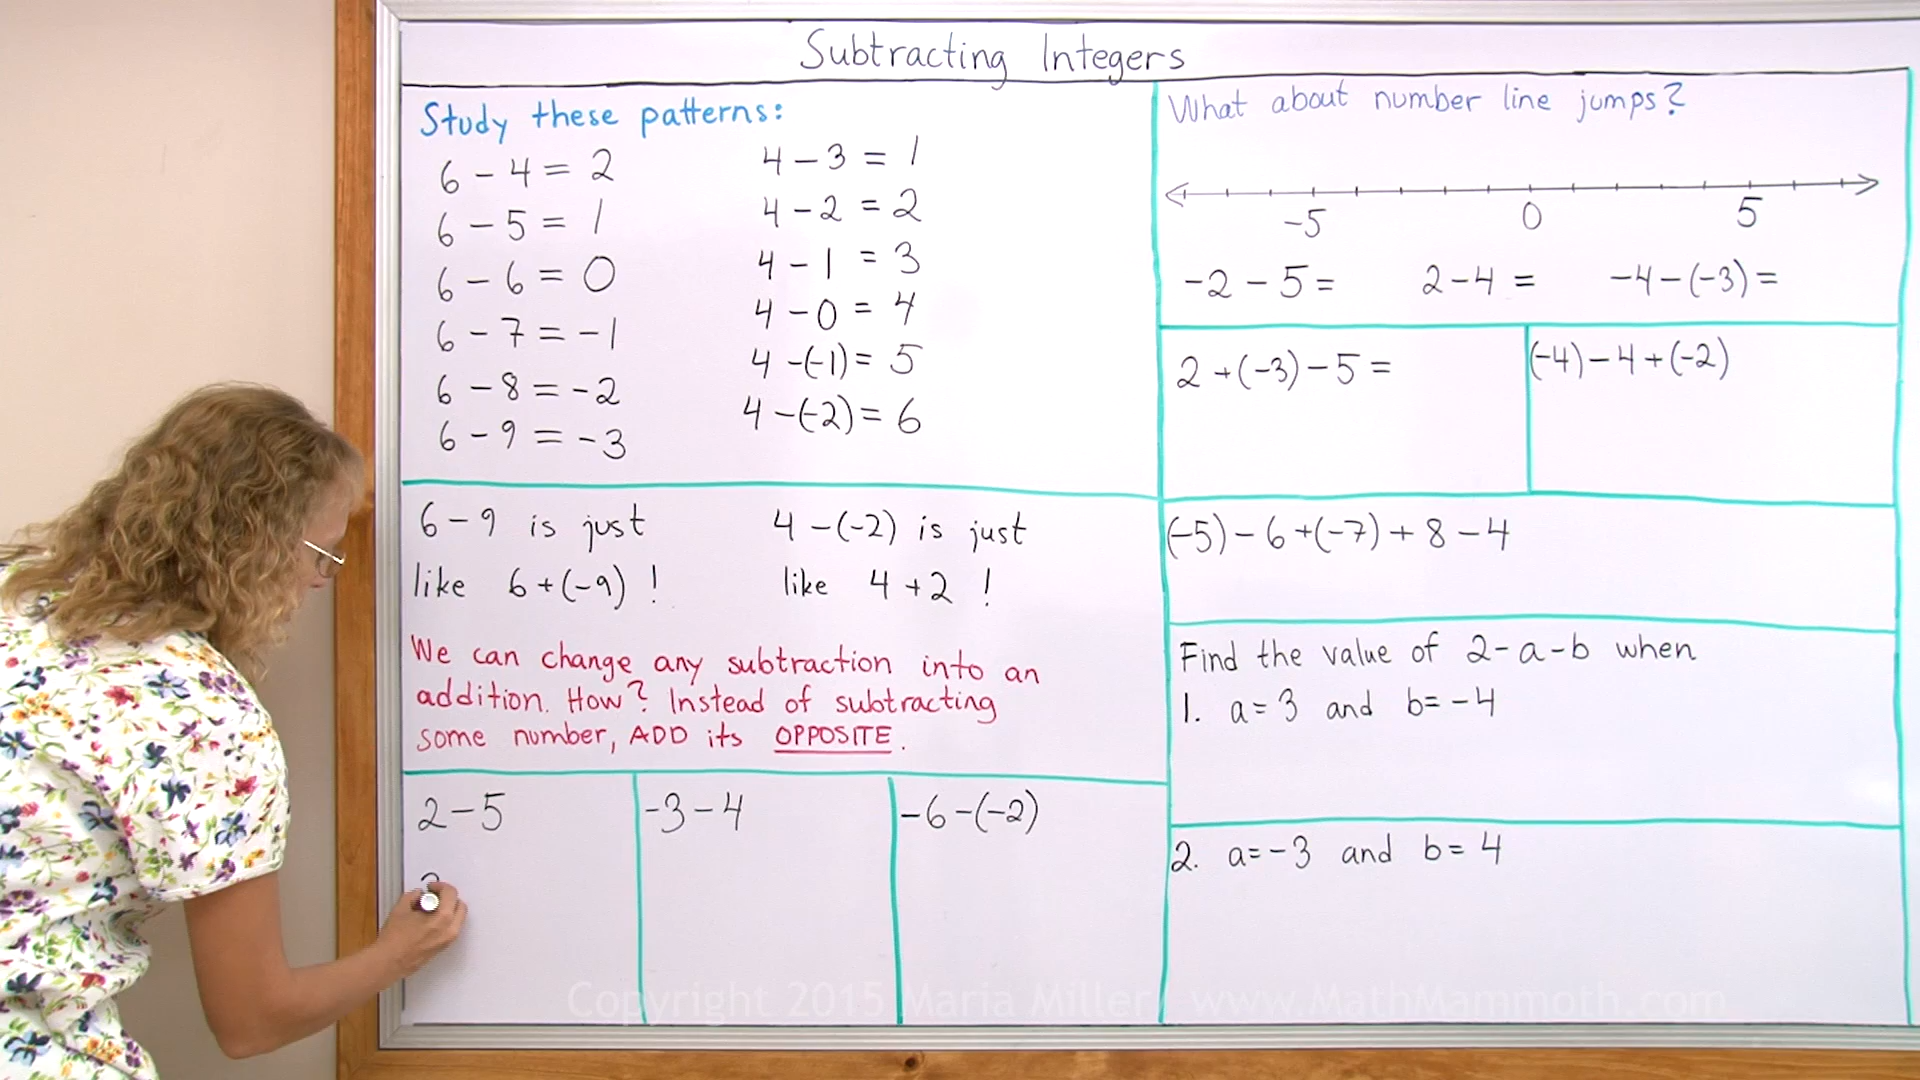 Subtracting Integers
Study these patterns:
6 - 4 = 2
6 - 5 = 1
6 - 6 = 0
6 - 7 = -1
6 - 8 = -2
6 - 9 = -3
4 - 3 = 1
4 - 2 = 2
4 - 1 = 3
4 - 0 = 4
4 -(-1) = 5
4 -(-2) = 6
6 - 9 is just
like 6 + (-9) !
4 - (-2) is just
like 4 + 2 !
We can change any subtraction into an
addition. How? Instead of subtracting
some number, ADD its OPPOSITE.
2 - 5
2
-3 - 4
-6 -(-2)
What about number line jumps?
-5 0 5
-2 - 5 = 2 - 4 = -4 - (-3) =
2 + (-3) - 5 =
(-4) - 4 + (-2)
(-5) - 6 + (-7) + 8 - 4
Find the value of 2 - a - b when
1. a = 3 and b = -4
2. a = -3 and b = 4
Copyright 2015 Maria Miller / www.MathMammoth.com